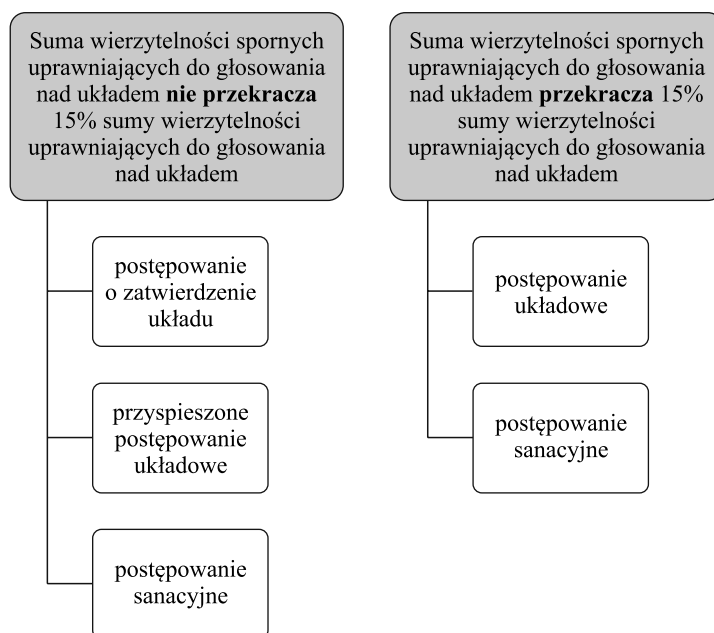 Suma wierzytelności spornych
uprawniających do głosowania
nad układem nie przekracza
15% sumy wierzytelności
uprawniających do głosowania
nad układem
postępowanie
o zatwierdzenie
układu
przyspieszone
postępowanie
układowe
postępowanie
sanacyjne
Suma wierzytelności spornych
uprawniających do głosowania
nad układem przekracza 15%
sumy wierzytelności
uprawniających do głosowania
nad układem
postępowanie
układowe
postępowanie
sanacyjne